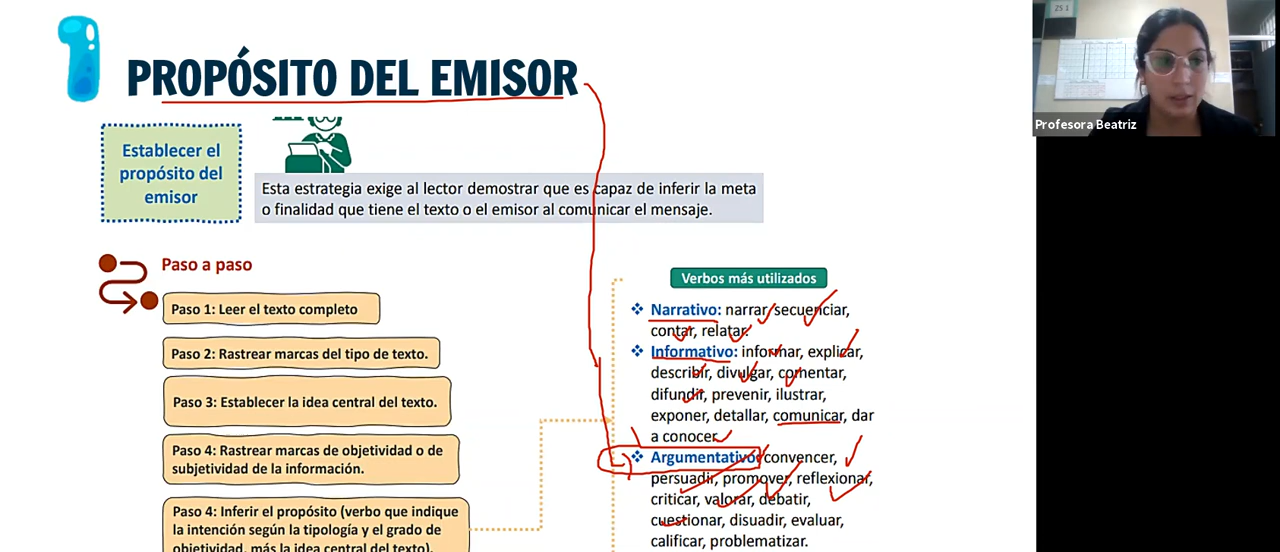 1
PROPÓSITO DEL EMISOR
Establecer el
propósito del
emisor
Esta estrategia exige al lector demostrar que es capaz de inferir la meta
o finalidad que tiene el texto o el emisor al comunicar el mensaje.
Paso a paso
Paso 1: Leer el texto completo
Paso 2: Rastrear marcas del tipo de texto.
Paso 3: Establecer la idea central del texto.
Paso 4: Rastrear marcas de objetividad o de
subjetividad de la información.
Paso 4: Inferir el propósito (verbo que indique
la intención según la tipología y el grado de
objetividad, más la idea central del texto).
Verbos más utilizados
❖ Narrativo: narrar, secuenciar,
contar, relatar.
❖ Informativo: informar, explicar,
describir, divulgar, comentar,
difundir, prevenir, ilustrar,
exponer, detallar, comunicar, dar
a conocer.
❖ Argumentativo: convencer,
persuadir, promover, reflexionar,
criticar, valorar, debatir,
cuestionar, disuadir, evaluar,
calificar, problematizar.
Profesora Beatriz